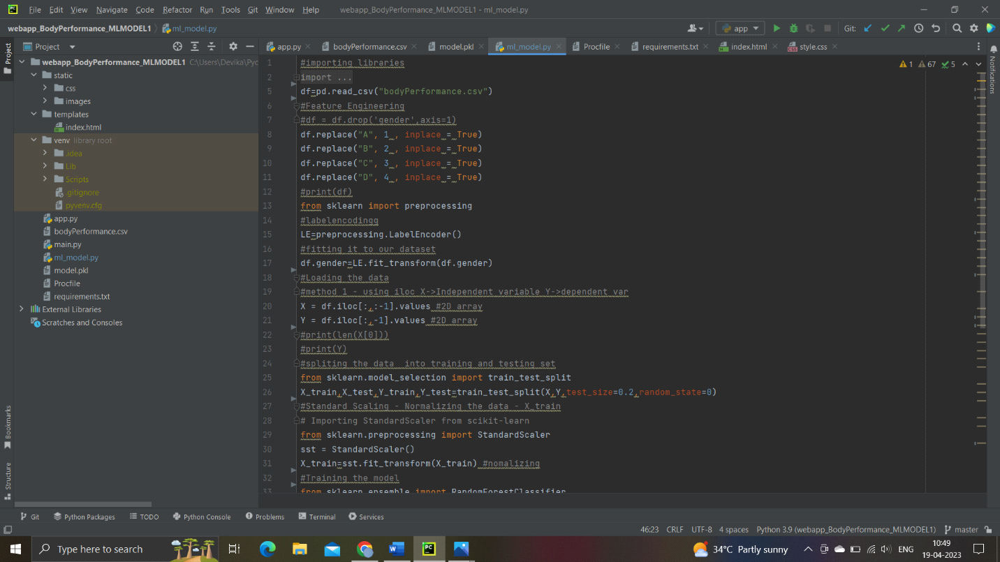 File Edit View Navigate Code Refactor Run Tools Git Window Help webapp_BodyPerformance_MLMODEL1 - ml_model.py
webapp_BodyPerformance_MLMODEL1 ml_model.py app Git:
Project
app.py bodyPerformance.csv model.pkl ml_model.py Procfile requirements.txt index.html style.css
Project
webapp_BodyPerformance_MLMODEL1 C:\Users\Devika\Pyc
static
css
images
templates
index.html
venv library root
.idea
Lib
Scripts
.gitignore
pyvenv.cfg
app.py
bodyPerformance.csv
main.py
ml_model.py
model.pkl
Procfile
requirements.txt
External Libraries
Scratches and Consoles
Bookmarks
Structure
1 #importing libraries
2 import ...
5 df=pd.read_csv("bodyPerformance.csv")
6 #Feature Engineering
7 #df = df.drop('gender',axis=1)
8 df.replace("A", 1 , inplace = True)
9 df.replace("B", 2 , inplace = True)
10 df.replace("C", 3 , inplace = True)
11 df.replace("D", 4 , inplace = True)
12 #print(df)
13 from sklearn import preprocessing
14 #labelencodingg
15 LE=preprocessing.LabelEncoder()
16 #fitting it to our dataset
17 df.gender=LE.fit_transform(df.gender)
18 #Loading the data
19 #method 1 - using iloc X->Independent variable Y->dependent var
20 X = df.iloc[:,:-1].values #2D array
21 Y = df.iloc[:,-1].values #2D array
22 #print(len(X[0]))
23 #print(Y)
24 #spliting the data  into training and testing set
25 from sklearn.model_selection import train_test_split
26 X_train,X_test,Y_train,Y_test=train_test_split(X,Y,test_size=0.2,random_state=0)
27 #Standard Scaling - Normalizing the data - X_train
28 # Importing StandardScaler from scikit-learn
29 from sklearn.preprocessing import StandardScaler
30 sst = StandardScaler()
31 X_train=sst.fit_transform(X_train) #nomalizing
32 #Training the model
33 from sklearn.ensemble import RandomForestClassifier
1 67 5
Notifications
Git Python Packages TODO Python Console Problems Terminal Services
46:23 CRLF UTF-8 4 spaces Python 3.9 (webapp_BodyPerformance_MLMODEL1) master
Type here to search
34°C Partly sunny ENG
10:49
19-04-2023